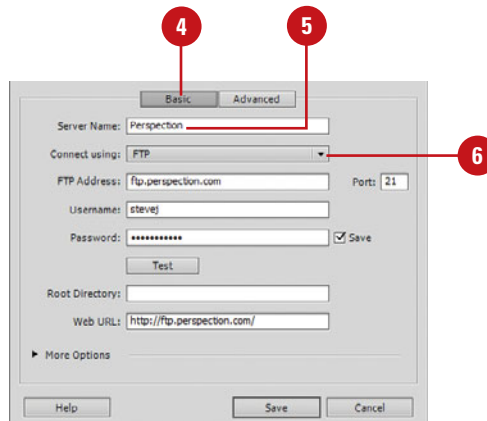 4 5
Basic Advanced
Server Name: Perspection
Connect using: FTP 6
FTP Address: ftp.perspection.com Port: 21
Username: stevej
Password: ••••••••••• Save
Test
Root Directory:
Web URL: http://ftp.perspection.com/
More Options
Help Save Cancel